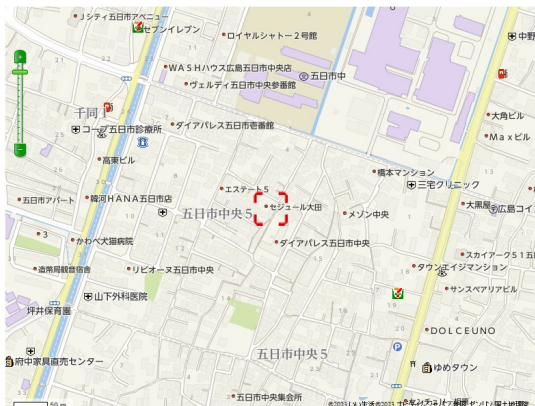 Jシティ五日市アベニュー
セブンイレブン
ロイヤルシャトー2号館
中野
WASHハウス広島五日市中央店
五日市中
ヴェルディ五日市中央参番館
千同1
大角ビル
コープ五日市診療所
ダイアパレス五日市壱番館
Maxビル
高東ビル
橋本マンション
エステート5
三宅クリニック
五日市アパート
韓河HANA五日市店
セジュール大田
大黒屋
広島コイ
五日市中央5
メゾン中央
3
かわべ犬猫病院
ダイアパレス五日市中央
スカイアーク51五
造幣局観音宿舎
リビオーヌ五日市中央
タウンエイジマンション
サンスペアリアビル
山下外科医院
坪井保育園
DOLCEUNO
五日市中央5
府中家具直売センター
ゆめタウン
五日市中央集会所
50 m